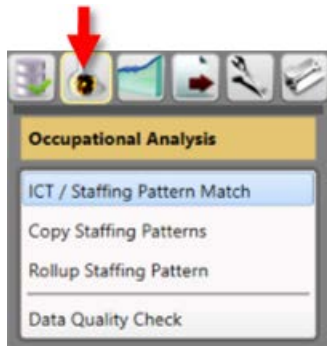 Occupational Analysis
ICT / Staffing Pattern Match
Copy Staffing Patterns
Rollup Staffing Pattern
Data Quality Check